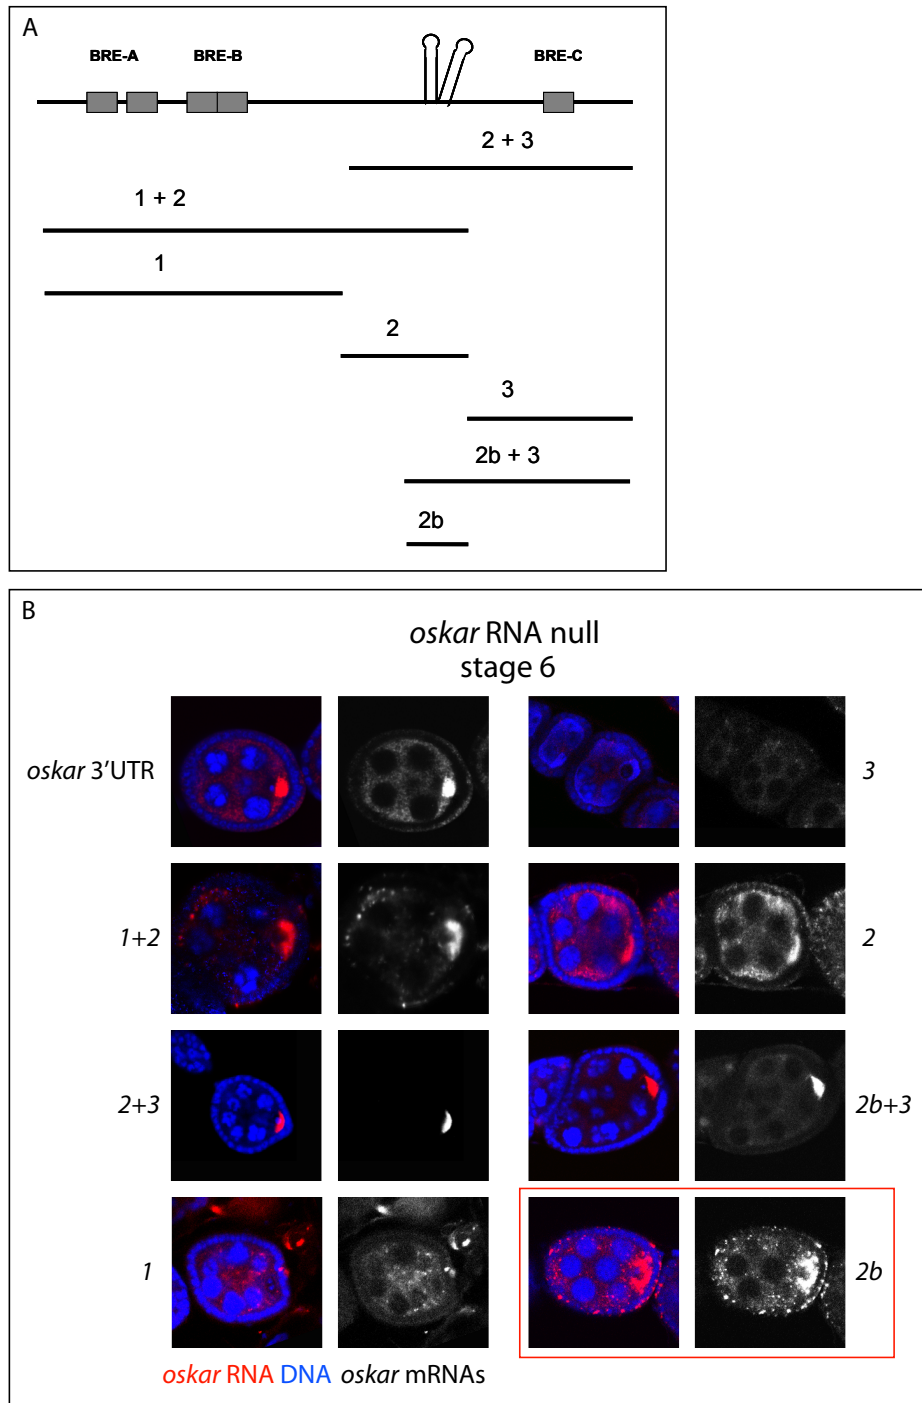 A
BRE-A BRE-B BRE-C
2 + 3
1 + 2
1
2
3
2b + 3
2b
B
oskar RNA null
stage 6
oskar 3'UTR
3
1+2
2
2+3
2b+3
1
2b
oskar RNA DNA oskar mRNAs